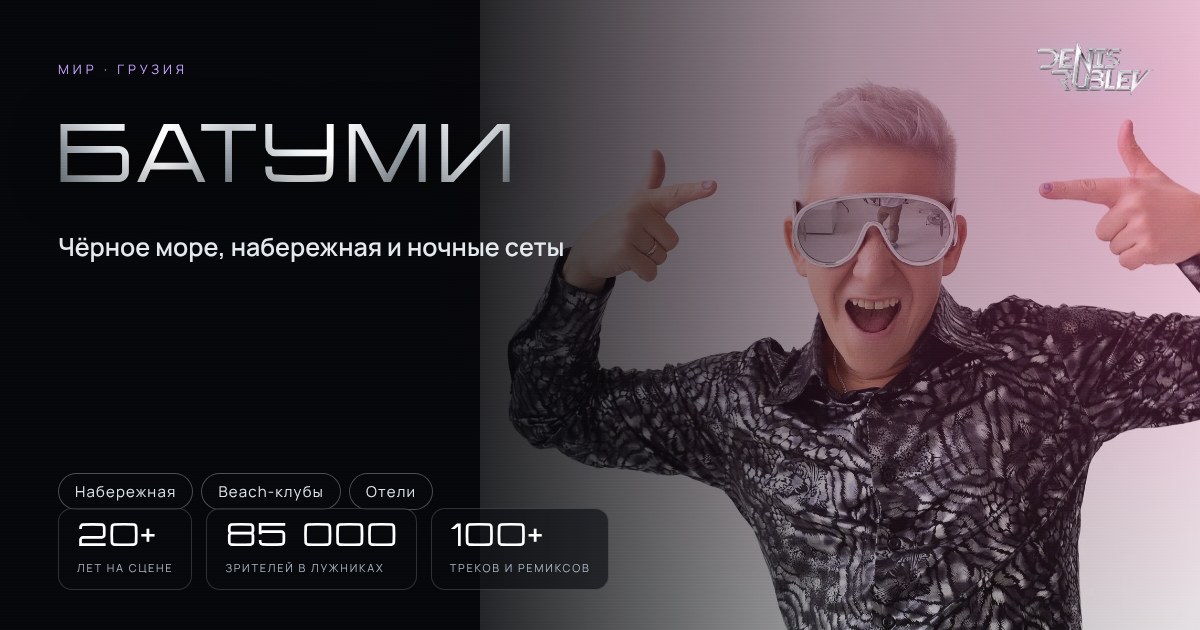 МИР · ГРУЗИЯ
DENIS
RUBLEV
БАТУМИ
Чёрное море, набережная и ночные сеты
Набережная Beach-клубы Отели
20+ 85 000 100+
ЛЕТ НА СЦЕНЕ ЗРИТЕЛЕЙ В ЛУЖНИКАХ ТРЕКОВ И РЕМИКСОВ